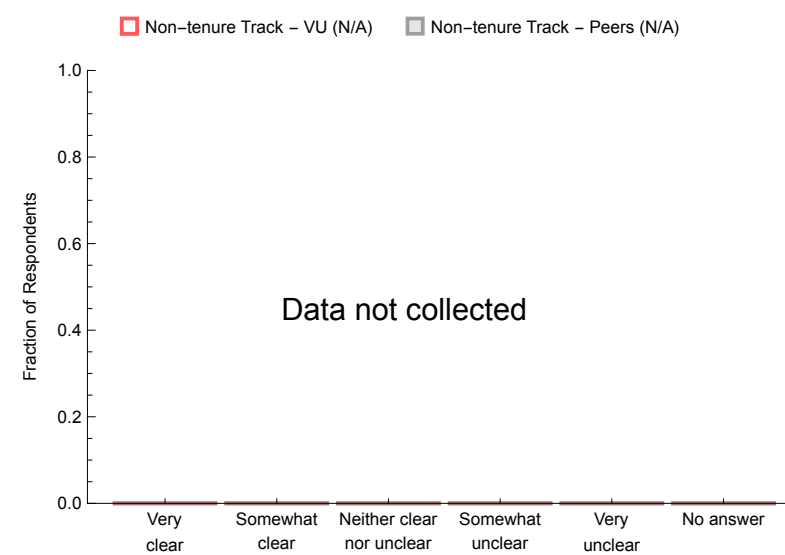 Non−tenure Track − VU (N/A) Non−tenure Track − Peers (N/A)
1.0
0.8
0.6
0.4
0.2
0.0
Fraction of Respondents
Data not collected
Very
clear
Somewhat
clear
Neither clear
nor unclear
Somewhat
unclear
Very
unclear
No answer